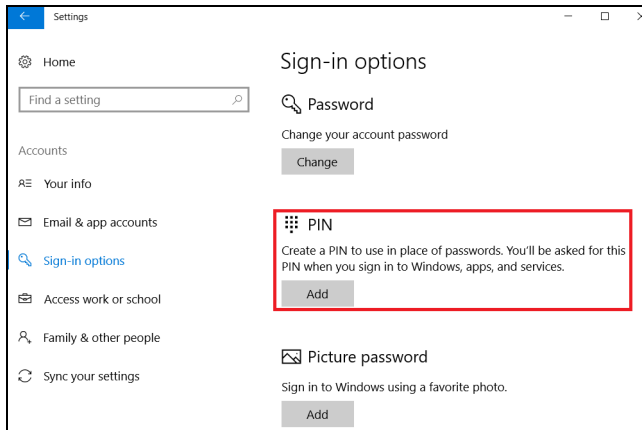 Settings
Home
Find a setting
Accounts
Your info
Email & app accounts
Sign-in options
Access work or school
Family & other people
Sync your settings
Sign-in options
Password
Change your account password
Change
PIN
Create a PIN to use in place of passwords. You'll be asked for this
PIN when you sign in to Windows, apps, and services.
Add
Picture password
Sign in to Windows using a favorite photo.
Add